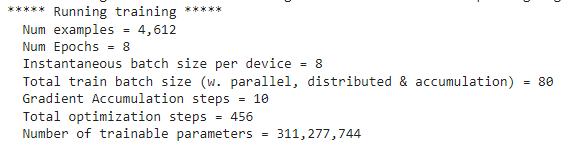 ***** Running training *****
Num examples = 4,612
Num Epochs = 8
Instantaneous batch size per device = 8
Total train batch size (w. parallel, distributed & accumulation) = 80
Gradient Accumulation steps = 10
Total optimization steps = 456
Number of trainable parameters = 311,277,744